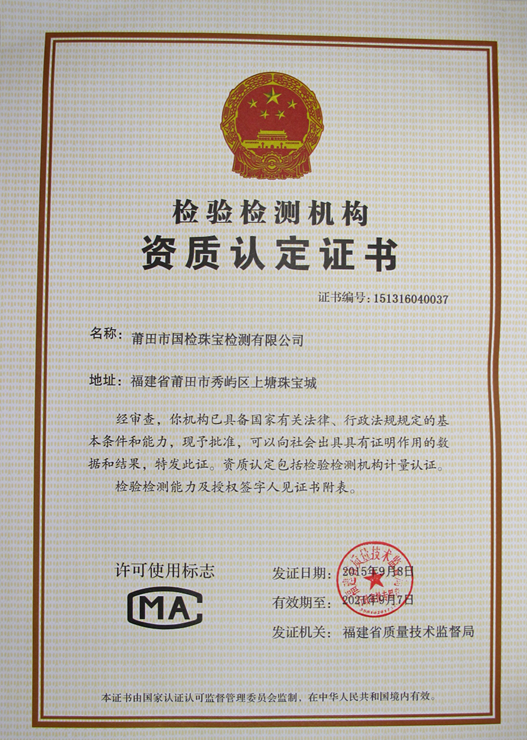 检验检测机构
资质认定证书
证书编号:151316040037
名称: 莆田市国检珠宝检测有限公司
地址: 福建省莆田市秀屿区上塘珠宝城
经审查，你机构已具备国家有关法律、行政法规规定的基
本条件和能力，现予批准，可以向社会出具具有证明作用的数
据和结果，特发此证。资质认定包括检验检测机构计量认证。
检验检测能力及授权签字人见证书附表。
许可使用标志
MA
发证日期: 2015年9月8日
有效期至: 2021年9月7日
发证机关: 福建省质量技术监督局
本证书由国家认证认可监督管理委员会监制，在中华人民共和国境内有效。